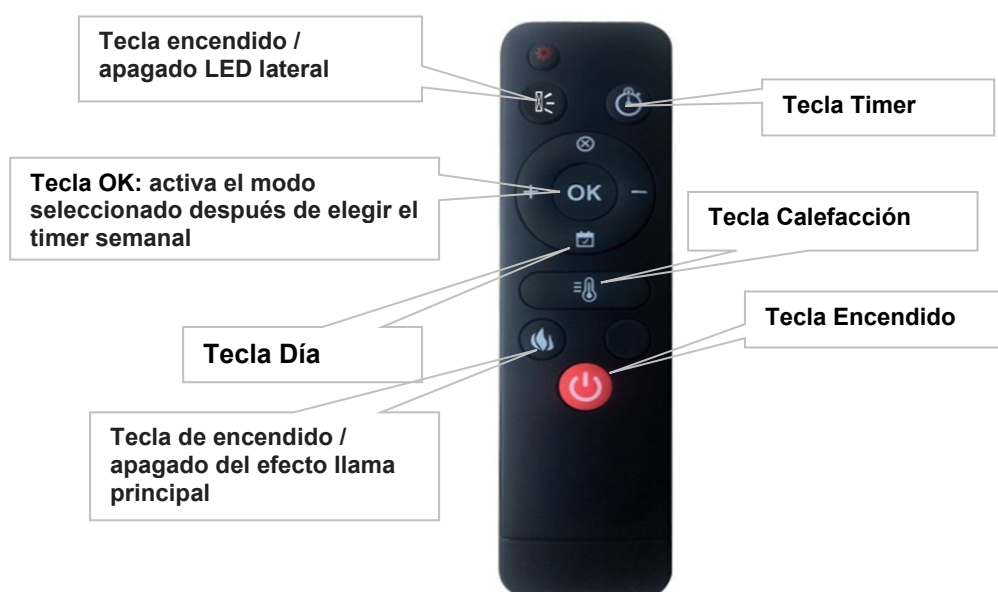 Tecla encendido /
apagado LED lateral
Tecla Timer
Tecla OK: activa el modo
seleccionado después de elegir el
timer semanal
+ OK -
Tecla Calefacción
Tecla Encendido
Tecla Día
Tecla de encendido /
apagado del efecto llama
principal